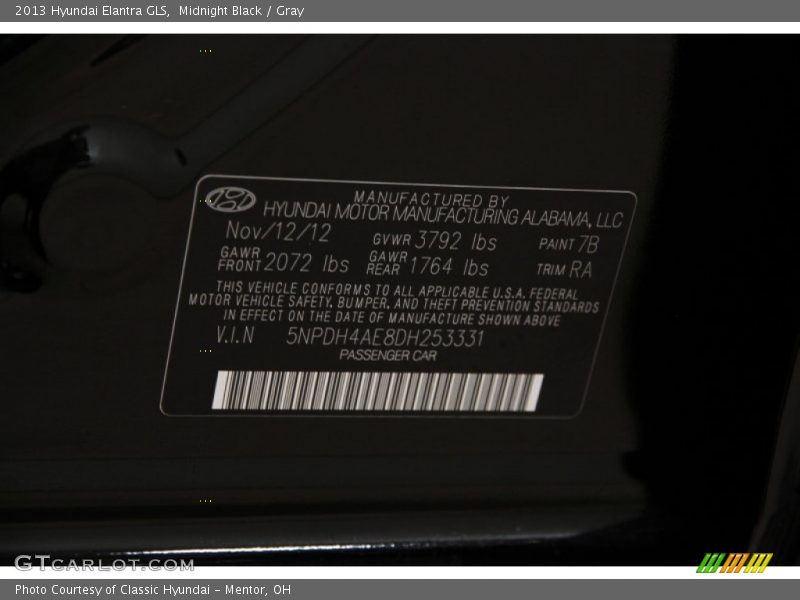 2013 Hyundai Elantra GLS,  Midnight Black / Gray
MANUFACTURED BY
HYUNDAI MOTOR MANUFACTURING ALABAMA, LLC
Nov/12/12 GVWR 3792 lbs PAINT 7B
GAWR FRONT 2072 lbs GAWR REAR 1764 lbs TRIM RA
THIS VEHICLE CONFORMS TO ALL APPLICABLE U.S.A. FEDERAL
MOTOR VEHICLE SAFETY, BUMPER, AND THEFT PREVENTION STANDARDS
IN EFFECT ON THE DATE OF MANUFACTURE SHOWN ABOVE
V.I.N 5NPDH4AE8DH253331
PASSENGER CAR
GTCARLOT.COM
Photo Courtesy of Classic Hyundai - Mentor, OH